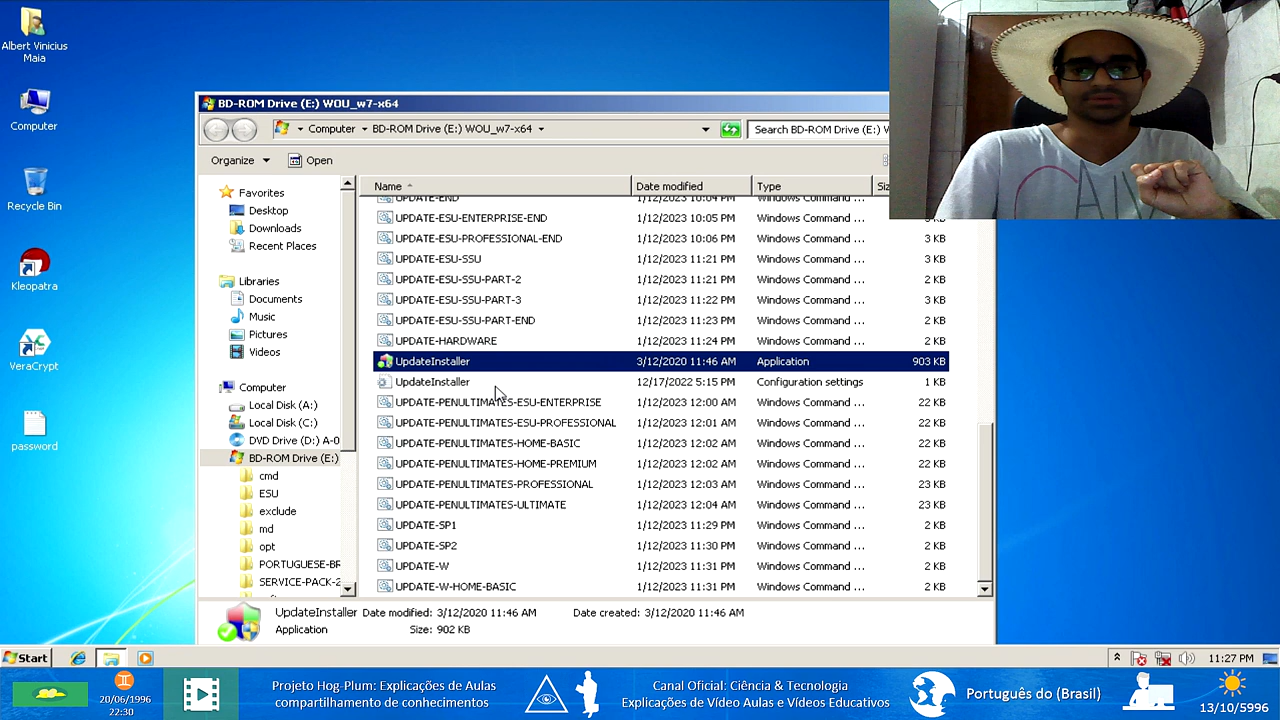 Albert Vinicius
Maia
Computer
Recycle Bin
Kleopatra
VeraCrypt
password
BD-ROM Drive (E:) WOU_w7-x64
Computer BD-ROM Drive (E:) WOU_w7-x64
Search BD-ROM Drive (E:)
Organize Open
Favorites
Desktop
Downloads
Recent Places
Libraries
Documents
Music
Pictures
Videos
Computer
Local Disk (A:)
Local Disk (C:)
DVD Drive (D:) A-0
BD-ROM Drive (E:)
cmd
ESU
exclude
md
opt
PORTUGUESE-BR
SERVICE-PACK-2
Name Date modified Type
UPDATE-END 1/12/2023 10:04 PM Windows Command ... 3 KB
UPDATE-ESU-ENTERPRISE-END 1/12/2023 10:05 PM Windows Command ... 3 KB
UPDATE-ESU-PROFESSIONAL-END 1/12/2023 10:06 PM Windows Command ... 3 KB
UPDATE-ESU-SSU 1/12/2023 11:21 PM Windows Command ... 3 KB
UPDATE-ESU-SSU-PART-2 1/12/2023 11:21 PM Windows Command ... 2 KB
UPDATE-ESU-SSU-PART-3 1/12/2023 11:22 PM Windows Command ... 3 KB
UPDATE-ESU-SSU-PART-END 1/12/2023 11:23 PM Windows Command ... 2 KB
UPDATE-HARDWARE 1/12/2023 11:24 PM Windows Command ... 2 KB
UpdateInstaller 3/12/2020 11:46 AM Application 903 KB
UpdateInstaller 12/17/2022 5:15 PM Configuration settings 1 KB
UPDATE-PENULTIMATES-ESU-ENTERPRISE 1/12/2023 12:00 AM Windows Command ... 22 KB
UPDATE-PENULTIMATES-ESU-PROFESSIONAL 1/12/2023 12:01 AM Windows Command ... 22 KB
UPDATE-PENULTIMATES-HOME-BASIC 1/12/2023 12:02 AM Windows Command ... 22 KB
UPDATE-PENULTIMATES-HOME-PREMIUM 1/12/2023 12:02 AM Windows Command ... 22 KB
UPDATE-PENULTIMATES-PROFESSIONAL 1/12/2023 12:03 AM Windows Command ... 23 KB
UPDATE-PENULTIMATES-ULTIMATE 1/12/2023 12:04 AM Windows Command ... 23 KB
UPDATE-SP1 1/12/2023 11:29 PM Windows Command ... 2 KB
UPDATE-SP2 1/12/2023 11:30 PM Windows Command ... 2 KB
UPDATE-W 1/12/2023 11:31 PM Windows Command ... 2 KB
UPDATE-W-HOME-BASIC 1/12/2023 11:31 PM Windows Command ... 2 KB
UpdateInstaller Date modified: 3/12/2020 11:46 AM Date created: 3/12/2020 11:46 AM
Application Size: 902 KB
Start 11:27 PM
20/06/1996
22:30
Projeto Hog-Plum: Explicações de Aulas
compartilhamento de conhecimentos
Canal Oficial: Ciência & Tecnologia
Explicações de Vídeo Aulas e Vídeos Educativos
Português do (Brasil)
13/10/5996